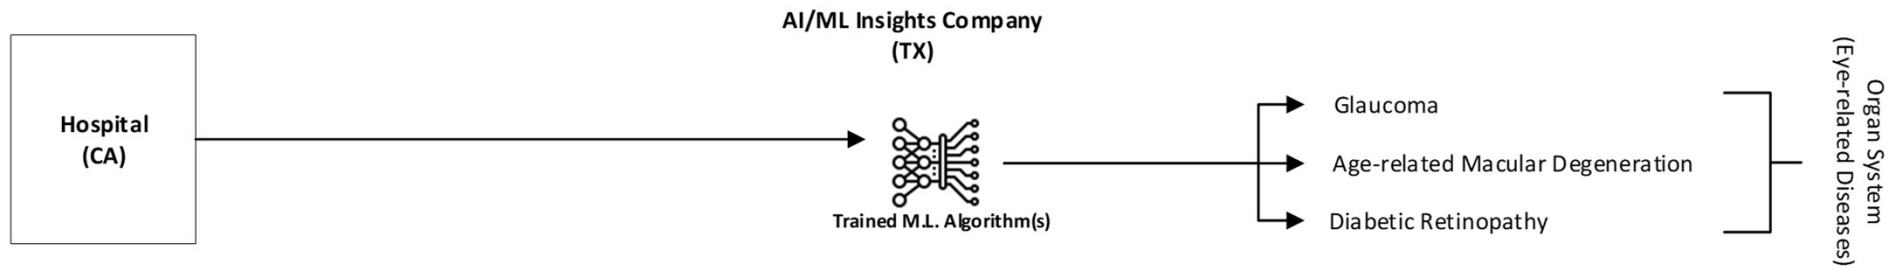 AI/ML Insights Company
(TX)
Hospital
(CA)
Trained M.L. Algorithm(s)
Glaucoma
Age-related Macular Degeneration
Diabetic Retinopathy
Organ System
(Eye-related Diseases)